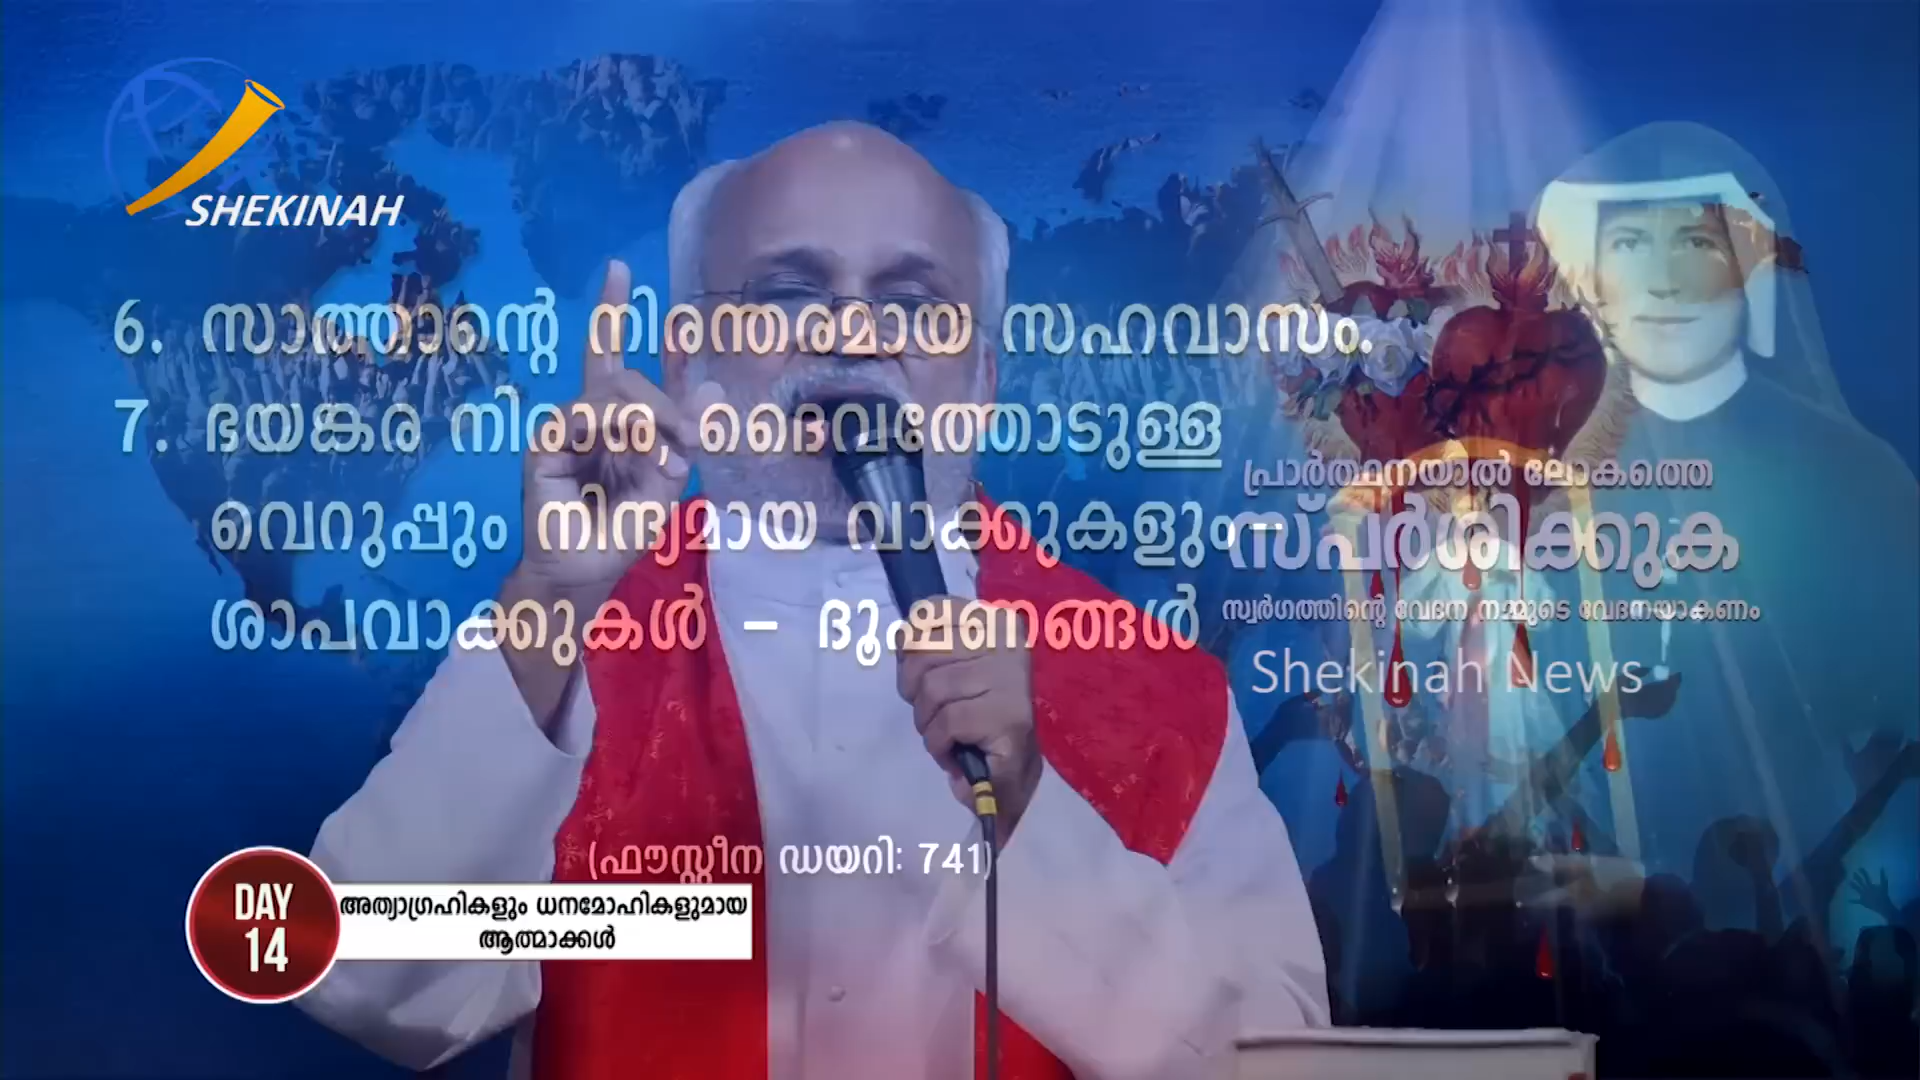 SHEKINAH
6. സാത്താന്റെ നിരന്തരമായ സഹവാസം.
7. ഭയങ്കര നിരാശ, ദൈവത്തോടുള്ള
വെറുപ്പും നിന്ദ്യമായ വാക്കുകളും–
ശാപവാക്കുകൾ – ദൂഷണങ്ങൾ
പ്രാർത്ഥനയാൽ ലോകത്തെ
സ്പർശിക്കുക
സ്വർഗത്തിന്റെ വേദന നമ്മുടെ വേദനയാകണം
Shekinah News
(ഫൗസ്റ്റീന ഡയറി: 741)
DAY
14
അത്യാഗ്രഹികളും ധനമോഹികളുമായ
ആത്മാക്കൾ